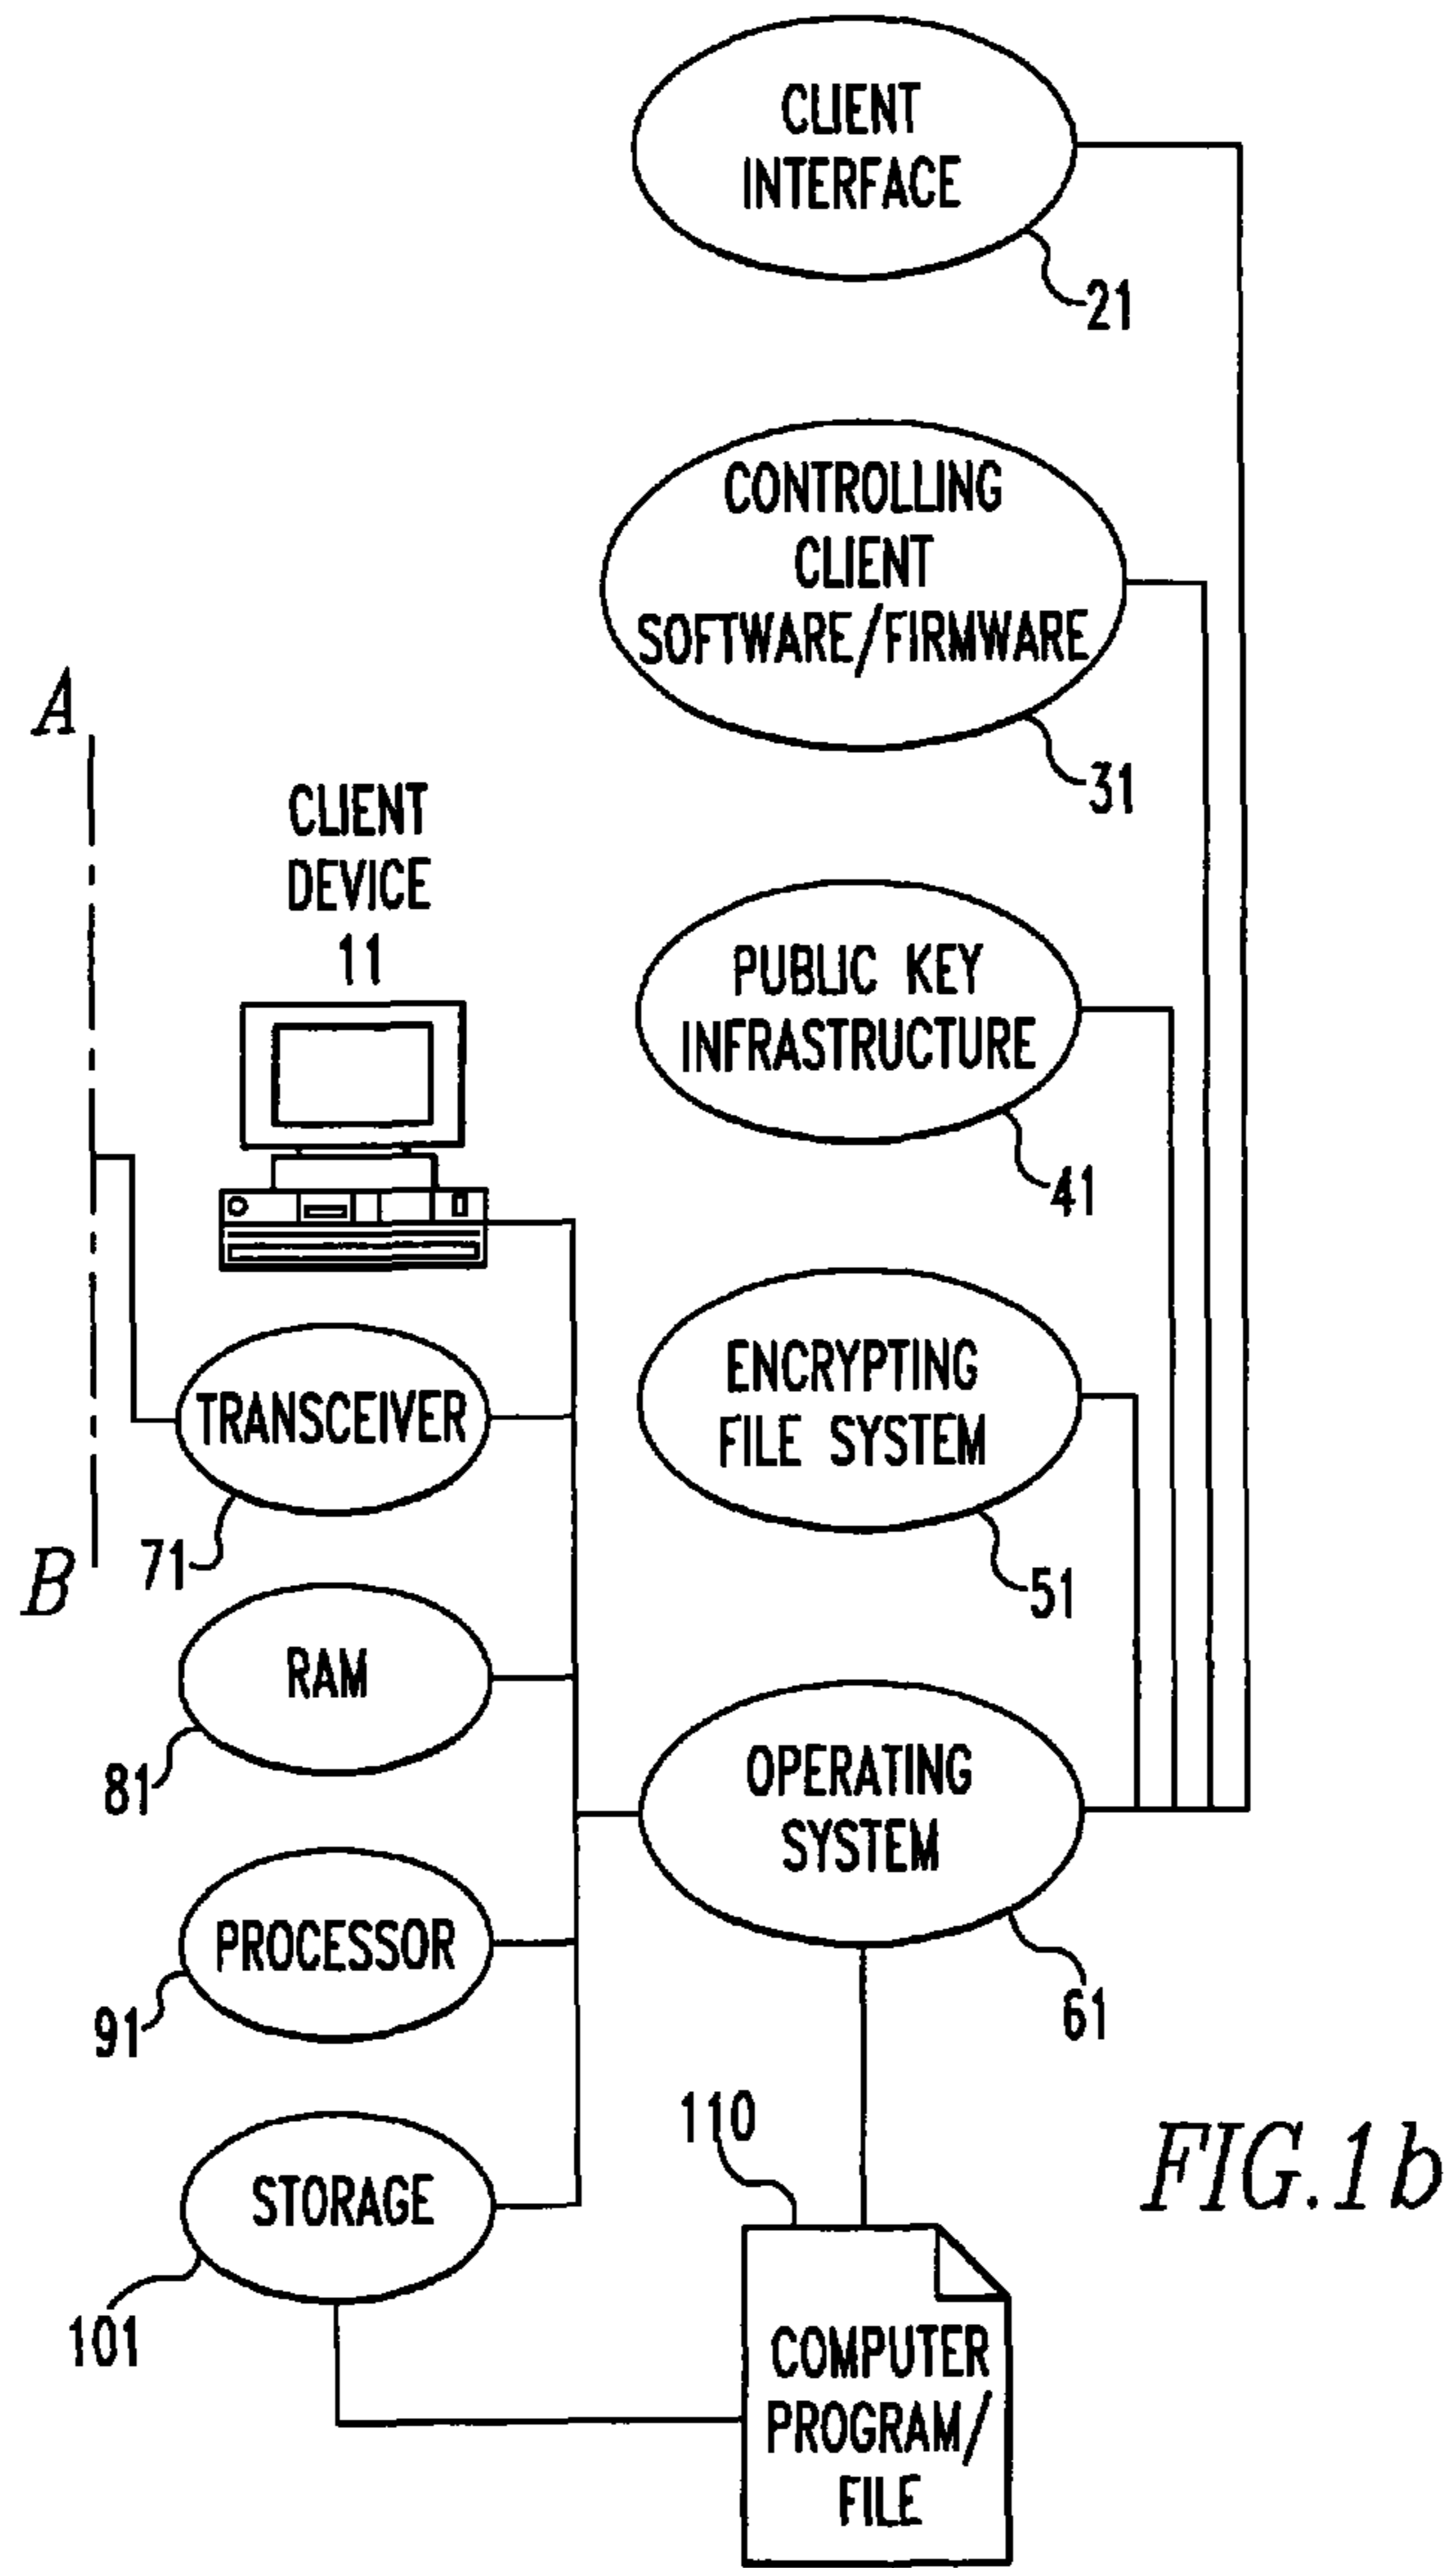 CLIENT
INTERFACE
21
CONTROLLING
CLIENT
SOFTWARE/FIRMWARE
31
A
CLIENT
DEVICE
11
PUBLIC KEY
INFRASTRUCTURE
41
ENCRYPTING
FILE SYSTEM
51
TRANSCEIVER
71
B
RAM
81
OPERATING
SYSTEM
61
PROCESSOR
91
STORAGE
101
110
COMPUTER
PROGRAM/
FILE
FIG.1b